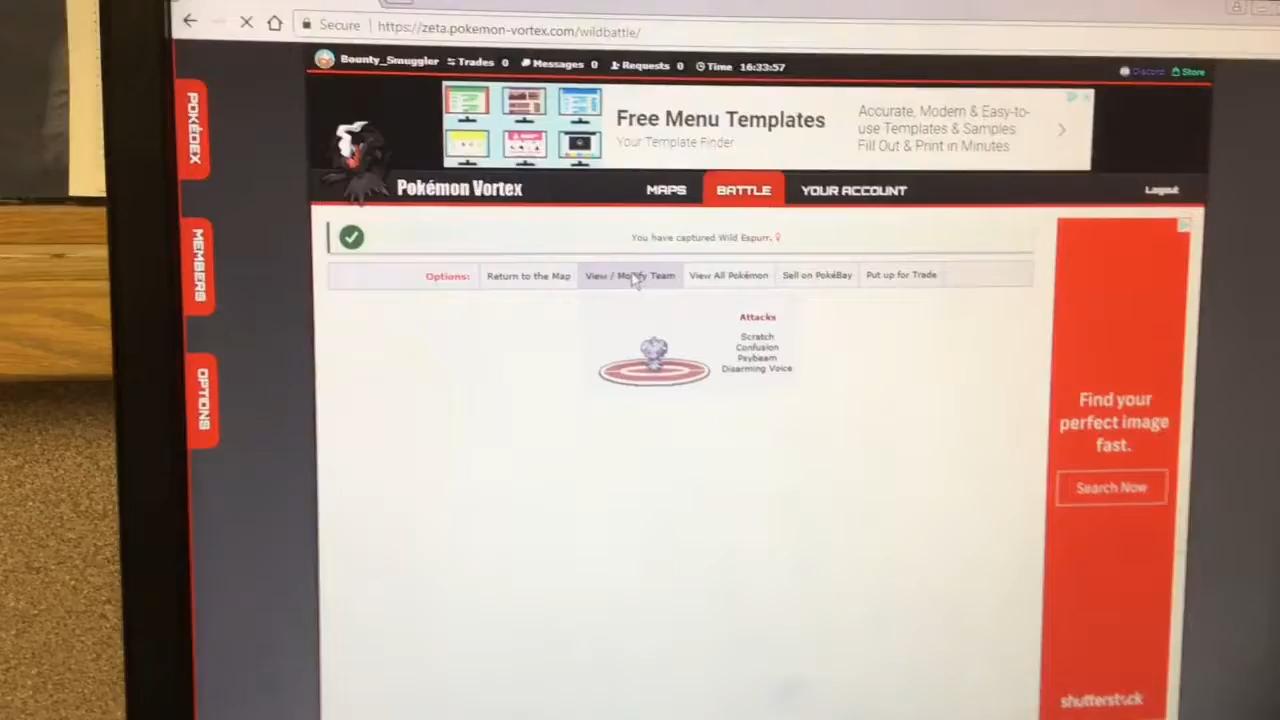 Secure https://zeta.pokemon-vortex.com/wildbattle/
Bounty_Smuggler Trades 0 Messages 0 Requests 0 Time 16:33:57
Discord Store
Free Menu Templates
Your Template Finder
Accurate, Modern & Easy-to-
use Templates & Samples
Fill Out & Print in Minutes
Pokémon Vortex
MAPS BATTLE YOUR ACCOUNT Logout
POKÉDEX
MEMBERS
OPTIONS
You have captured Wild Espurr. ♀
Options: Return to the Map View / Modify Team View All Pokémon Sell on PokéBay Put up for Trade
Attacks
Scratch
Confusion
Psybeam
Disarming Voice
Find your
perfect image
fast.
Search Now
shutterstock